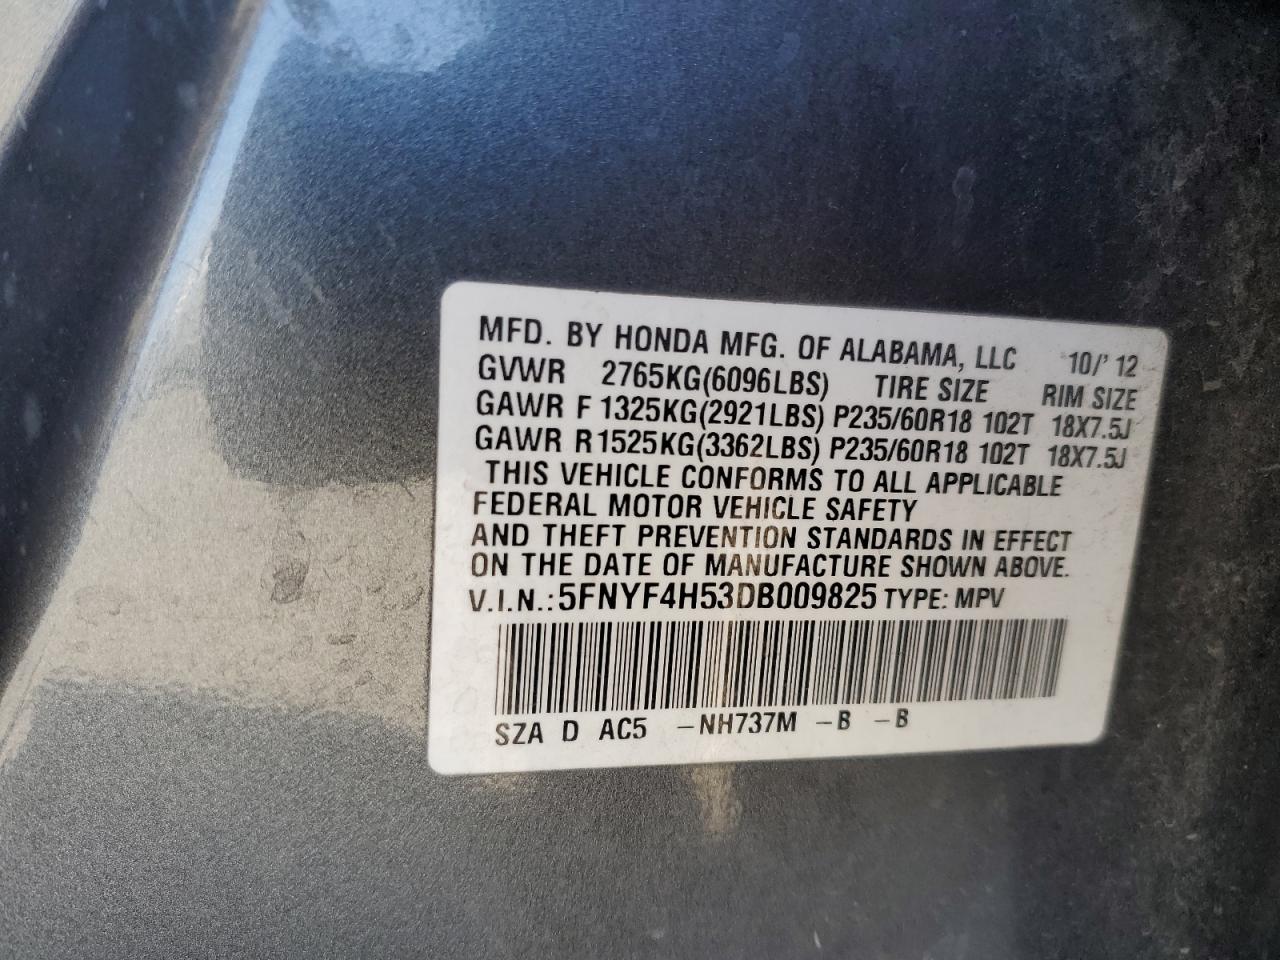 MFD. BY HONDA MFG. OF ALABAMA, LLC 10/' 12
GVWR 2765KG(6096LBS) TIRE SIZE RIM SIZE
GAWR F 1325KG(2921LBS) P235/60R18 102T 18X7.5J
GAWR R1525KG(3362LBS) P235/60R18 102T 18X7.5J
THIS VEHICLE CONFORMS TO ALL APPLICABLE
FEDERAL MOTOR VEHICLE SAFETY
AND THEFT PREVENTION STANDARDS IN EFFECT
ON THE DATE OF MANUFACTURE SHOWN ABOVE.
V.I.N.: 5FNYF4H53DB009825 TYPE: MPV
SZA D AC5 -NH737M -B -B